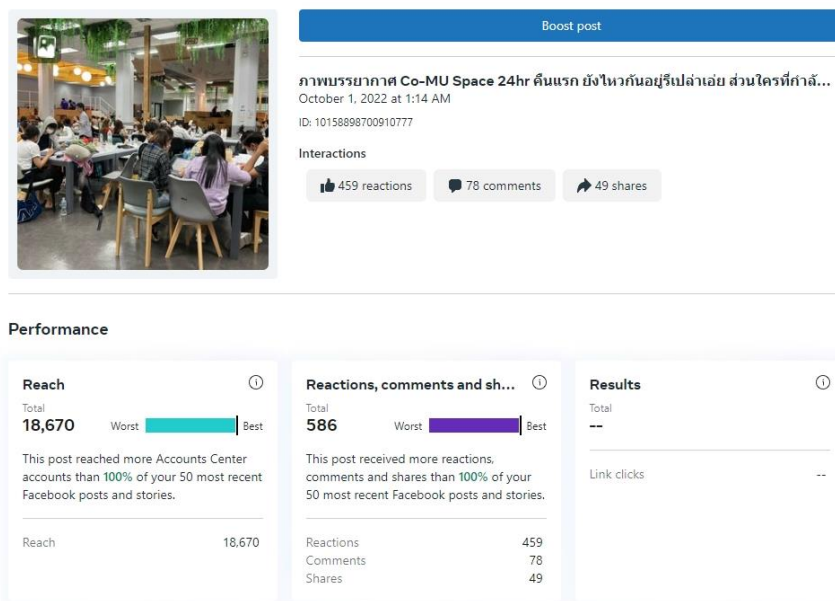 Boost post
ภาพบรรยากาศ Co-MU Space 24hr คืนแรก ยังไหวกันอยู่รึเปล่าเอ่ย ส่วนใครที่กำลั...
October 1, 2022 at 1:14 AM
ID: 10158898700910777
Interactions
459 reactions
78 comments
49 shares
Performance
Reach
Total
18,670
Worst
Best
This post reached more Accounts Center
accounts than 100% of your 50 most recent
Facebook posts and stories.
Reach 18,670
Reactions, comments and sh...
Total
586
Worst
Best
This post received more reactions,
comments and shares than 100% of your
50 most recent Facebook posts and stories.
Reactions 459
Comments 78
Shares 49
Results
Total
--
Link clicks --